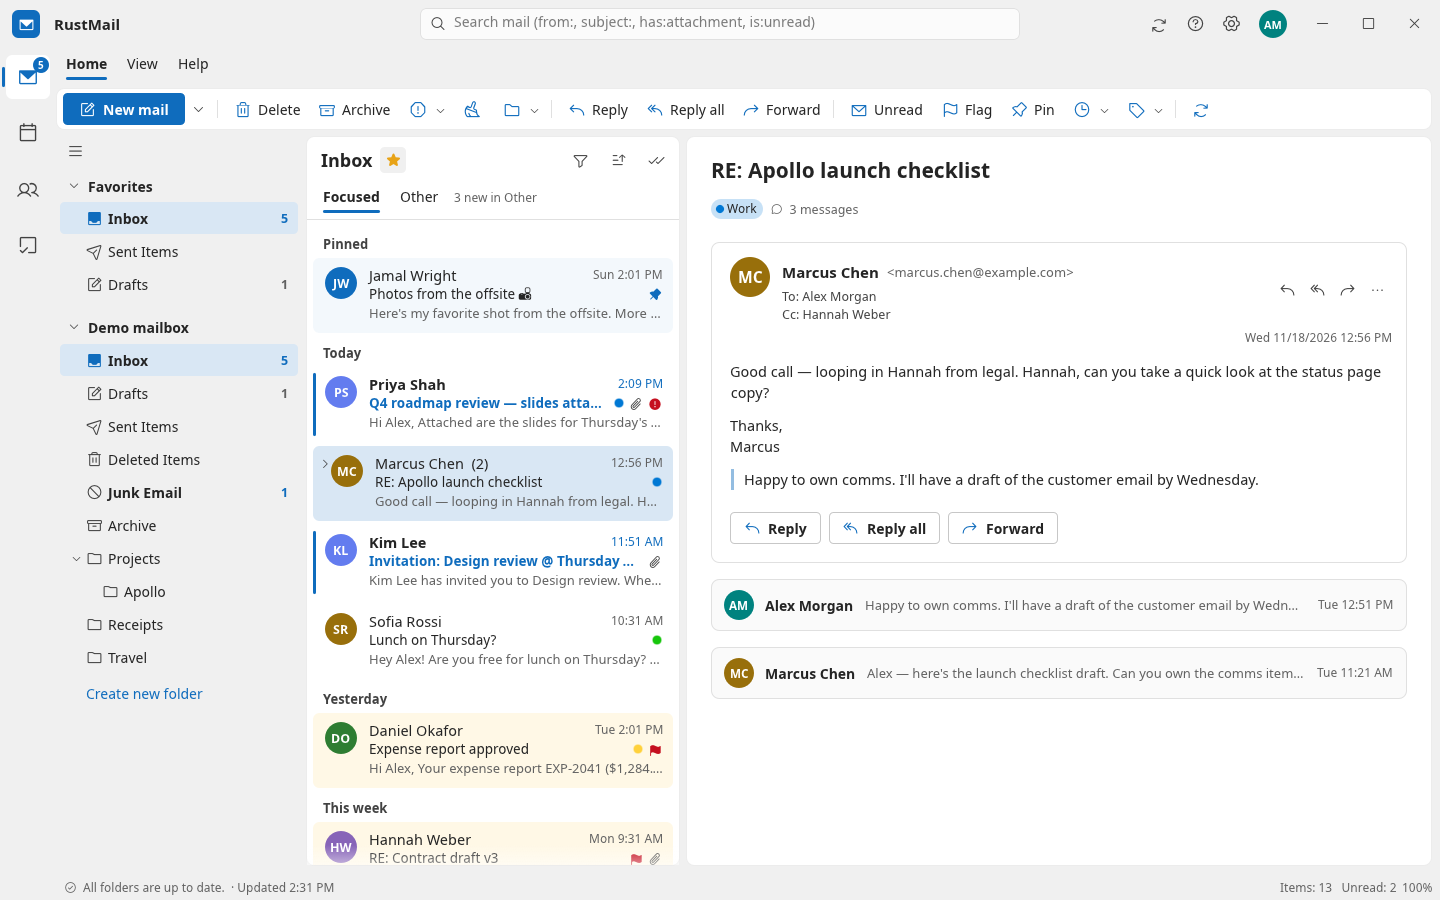 RustMail
Search mail (from:, subject:, has:attachment, is:unread)
AM
5
Home View Help
New mail Delete Archive Reply Reply all Forward Unread Flag Pin
Favorites
Inbox 5
Sent Items
Drafts 1
Demo mailbox
Inbox 5
Drafts 1
Sent Items
Deleted Items
Junk Email 1
Archive
Projects
Apollo
Receipts
Travel
Create new folder
Inbox
Focused Other 3 new in Other
Pinned
JW
Jamal Wright Sun 2:01 PM
Photos from the offsite
Here's my favorite shot from the offsite. More ...
Today
PS
Priya Shah 2:09 PM
Q4 roadmap review — slides atta...
Hi Alex, Attached are the slides for Thursday's ...
MC
Marcus Chen (2) 12:56 PM
RE: Apollo launch checklist
Good call — looping in Hannah from legal. H...
KL
Kim Lee 11:51 AM
Invitation: Design review @ Thursday ...
Kim Lee has invited you to Design review. Whe...
SR
Sofia Rossi 10:31 AM
Lunch on Thursday?
Hey Alex! Are you free for lunch on Thursday? ...
Yesterday
DO
Daniel Okafor Tue 2:01 PM
Expense report approved
Hi Alex, Your expense report EXP-2041 ($1,284....
This week
HW
Hannah Weber Mon 9:31 AM
RE: Contract draft v3
RE: Apollo launch checklist
Work 3 messages
MC
Marcus Chen <marcus.chen@example.com>
To: Alex Morgan
Cc: Hannah Weber
Wed 11/18/2026 12:56 PM
Good call — looping in Hannah from legal. Hannah, can you take a quick look at the status page
copy?
Thanks,
Marcus
Happy to own comms. I'll have a draft of the customer email by Wednesday.
Reply Reply all Forward
AM Alex Morgan Happy to own comms. I'll have a draft of the customer email by Wedn... Tue 12:51 PM
MC Marcus Chen Alex — here's the launch checklist draft. Can you own the comms item... Tue 11:21 AM
All folders are up to date. · Updated 2:31 PM
Items: 13 Unread: 2 100%